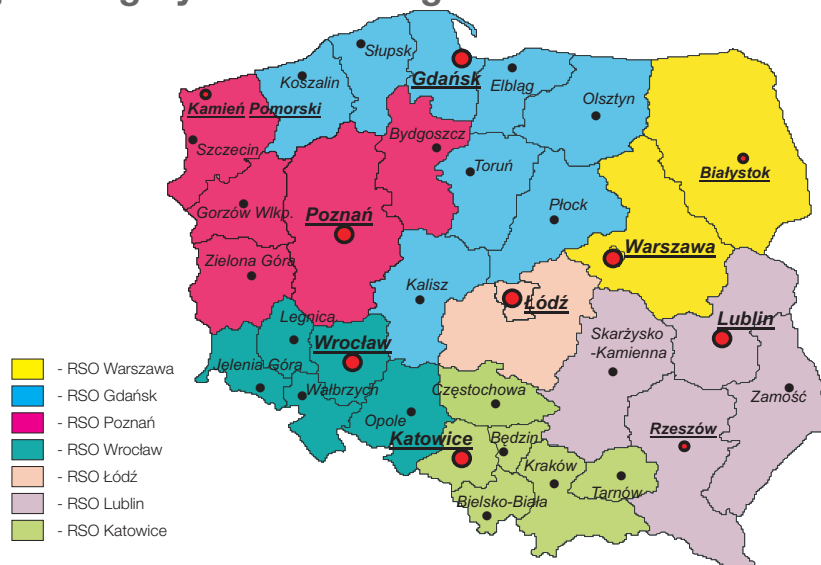 Słupsk
Gdańsk
Koszalin
Elbląg
Olsztyn
Kamień Pomorski
Bydgoszcz
Szczecin
Toruń
Białystok
Gorzów Wlkp.
Poznań
Płock
Warszawa
Zielona Góra
Kalisz
Łódź
Legnica
Lublin
Wrocław
Skarżysko
-Kamienna
Jelenia Góra
- RSO Warszawa
Wałbrzych
Częstochowa
Zamość
- RSO Gdańsk
Opole
- RSO Poznań
Rzeszów
Katowice
Będzin
- RSO Wrocław
Kraków
- RSO Łódź
Tarnów
Bielsko-Biała
- RSO Lublin
- RSO Katowice